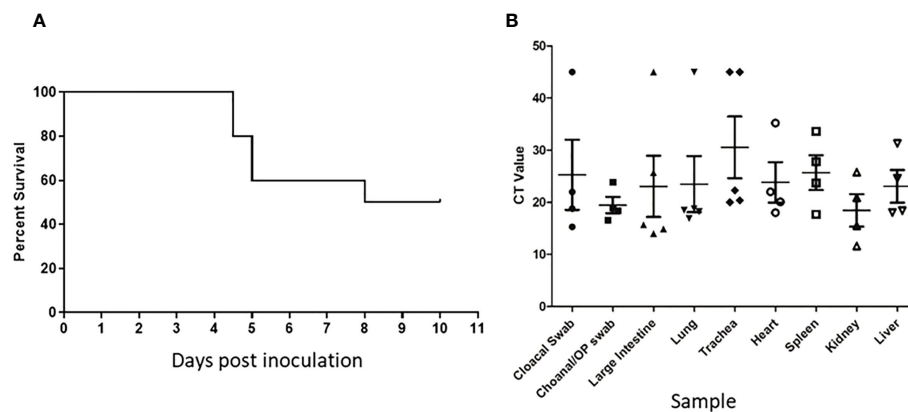 A
Percent Survival
100
80
60
40
20
0
0 1 2 3 4 5 6 7 8 9 10 11
Days post inoculation
B
CT Value
50
40
30
20
10
0
Cloacal Swab
Choanal/OP swab
Large Intestine
Lung
Trachea
Heart
Spleen
Kidney
Liver
Sample